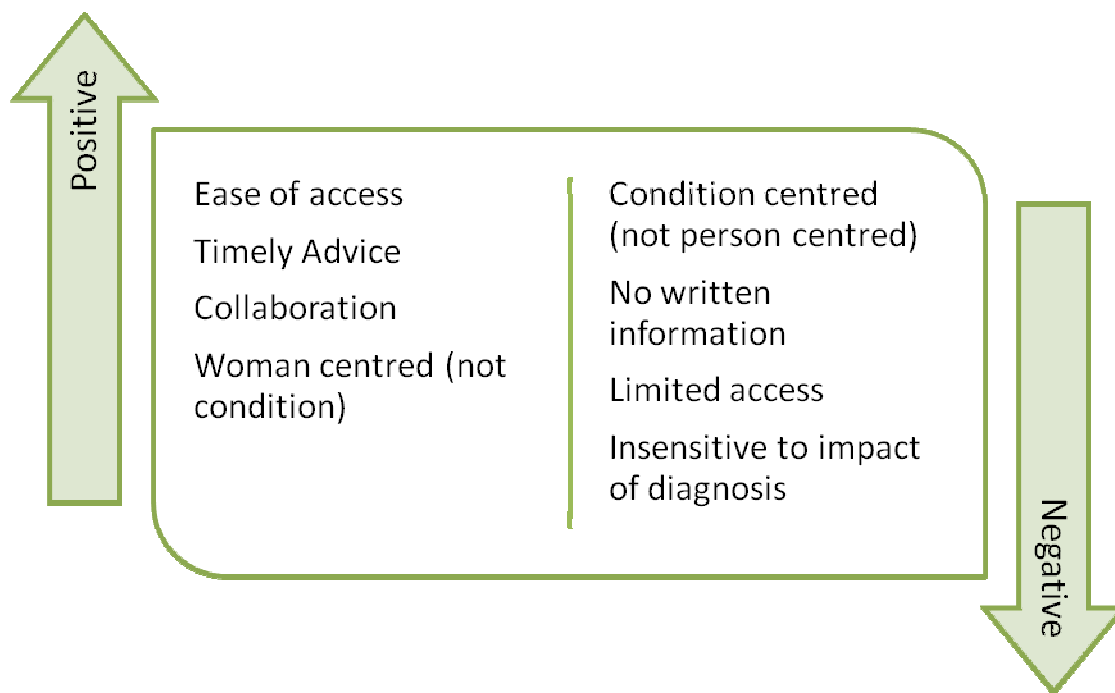 Positive
Ease of access
Timely Advice
Collaboration
Woman centred (not
condition)
Condition centred
(not person centred)
No written
information
Limited access
Insensitive to impact
of diagnosis
Negative